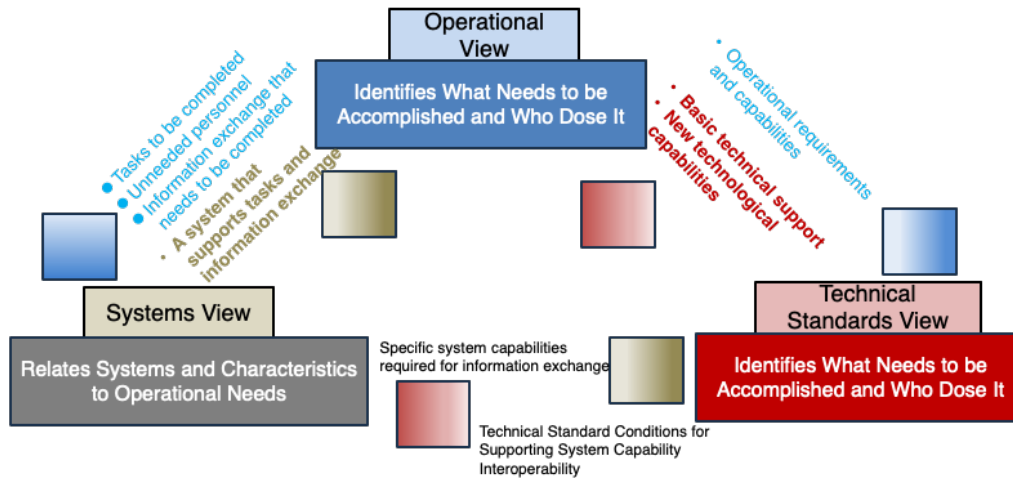 Operational
View
Identifies What Needs to be
Accomplished and Who Dose It
• Tasks to be completed
• Unneeded personnel
• Information exchange that
needs to be completed
• A system that
supports tasks and
information exchange
• Operational requirements
and capabilities
• Basic technical support
• New technological
capabilities
Systems View
Relates Systems and Characteristics
to Operational Needs
Specific system capabilities
required for information exchange
Technical Standard Conditions for
Supporting System Capability
Interoperability
Technical
Standards View
Identifies What Needs to be
Accomplished and Who Dose It